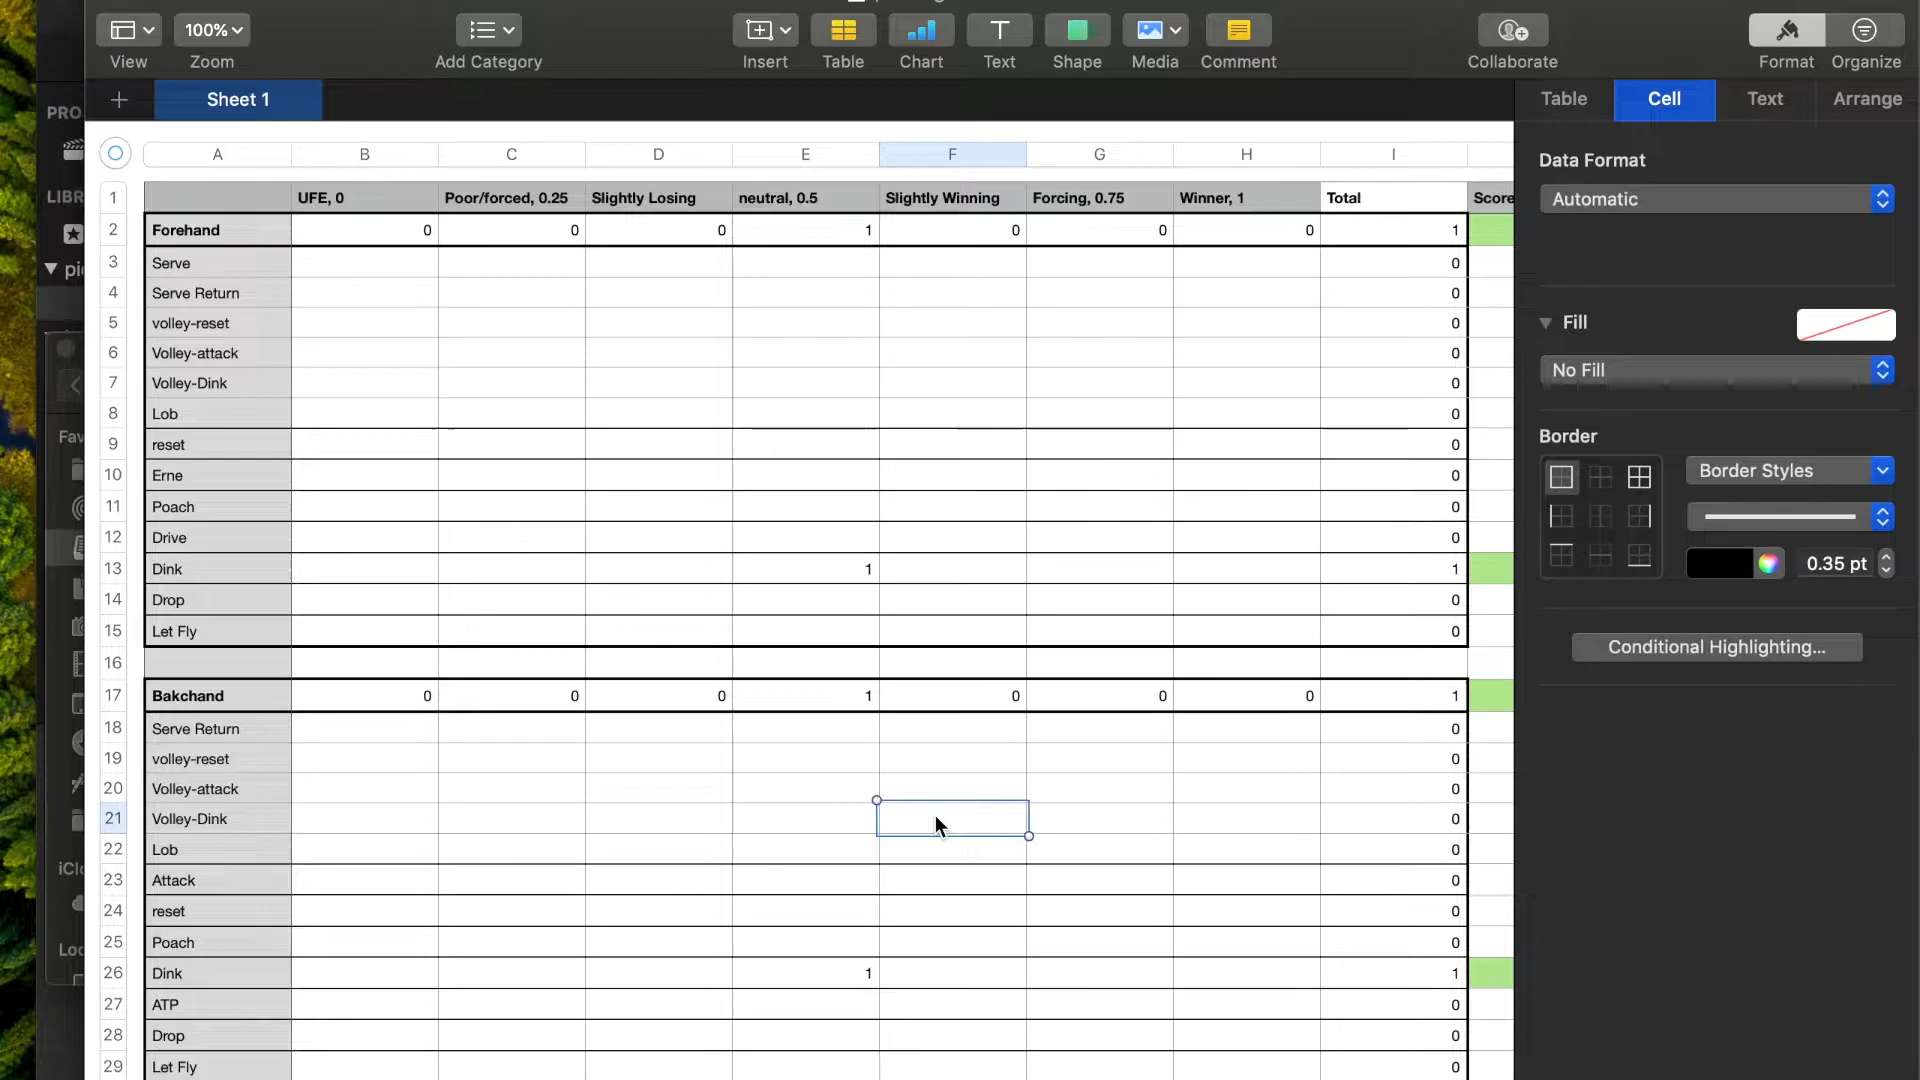 100%
View
Zoom
Add Category
Insert
Table
Chart
Text
Shape
Media
Comment
Collaborate
Format
Organize
Sheet 1
Table
Cell
Text
Arrange
PRO
LIBR
Fav
iClo
Loc
A B C D E F G H I
1 UFE, 0 Poor/forced, 0.25 Slightly Losing neutral, 0.5 Slightly Winning Forcing, 0.75 Winner, 1 Total Score
2 Forehand 0 0 0 1 0 0 0 1
3 Serve 0
4 Serve Return 0
5 volley-reset 0
6 Volley-attack 0
7 Volley-Dink 0
8 Lob 0
9 reset 0
10 Erne 0
11 Poach 0
12 Drive 0
13 Dink 1 1
14 Drop 0
15 Let Fly 0
16
17 Bakchand 0 0 0 1 0 0 0 1
18 Serve Return 0
19 volley-reset 0
20 Volley-attack 0
21 Volley-Dink 0
22 Lob 0
23 Attack 0
24 reset 0
25 Poach 0
26 Dink 1 1
27 ATP 0
28 Drop 0
29 Let Fly 0
Data Format
Automatic
Fill
No Fill
Border
Border Styles
0.35 pt
Conditional Highlighting...